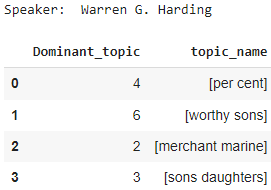 Speaker:  Warren G. Harding
Dominant_topic topic_name
0 4 [per cent]
1 6 [worthy sons]
2 2 [merchant marine]
3 3 [sons daughters]